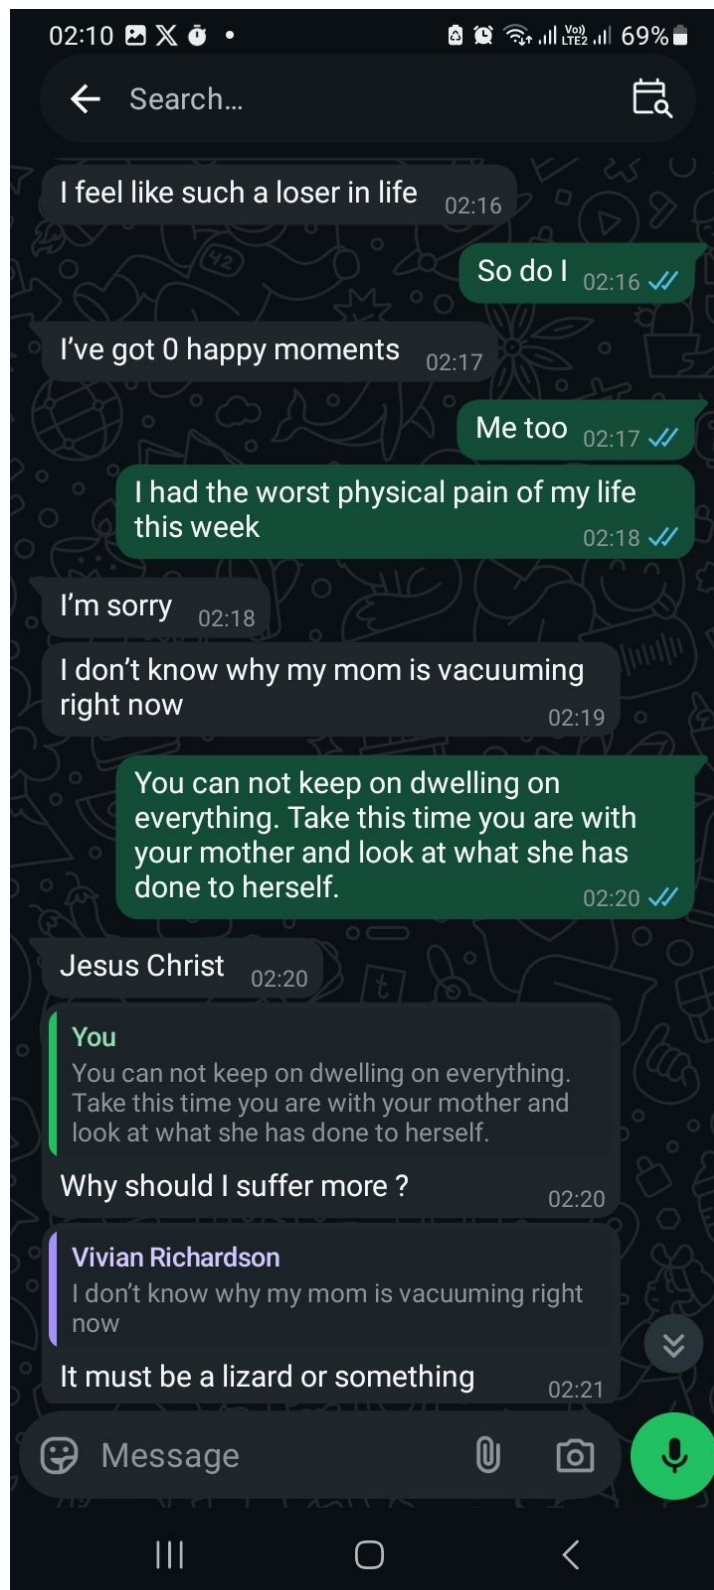 02:10
Vo))
LTE2
69%
Search…
I feel like such a loser in life 02:16
So do I 02:16
I’ve got 0 happy moments 02:17
Me too 02:17
I had the worst physical pain of my life
this week 02:18
I’m sorry 02:18
I don’t know why my mom is vacuuming
right now 02:19
You can not keep on dwelling on
everything. Take this time you are with
your mother and look at what she has
done to herself. 02:20
Jesus Christ 02:20
You
You can not keep on dwelling on everything.
Take this time you are with your mother and
look at what she has done to herself.
Why should I suffer more ? 02:20
Vivian Richardson
I don’t know why my mom is vacuuming right
now
It must be a lizard or something 02:21
Message